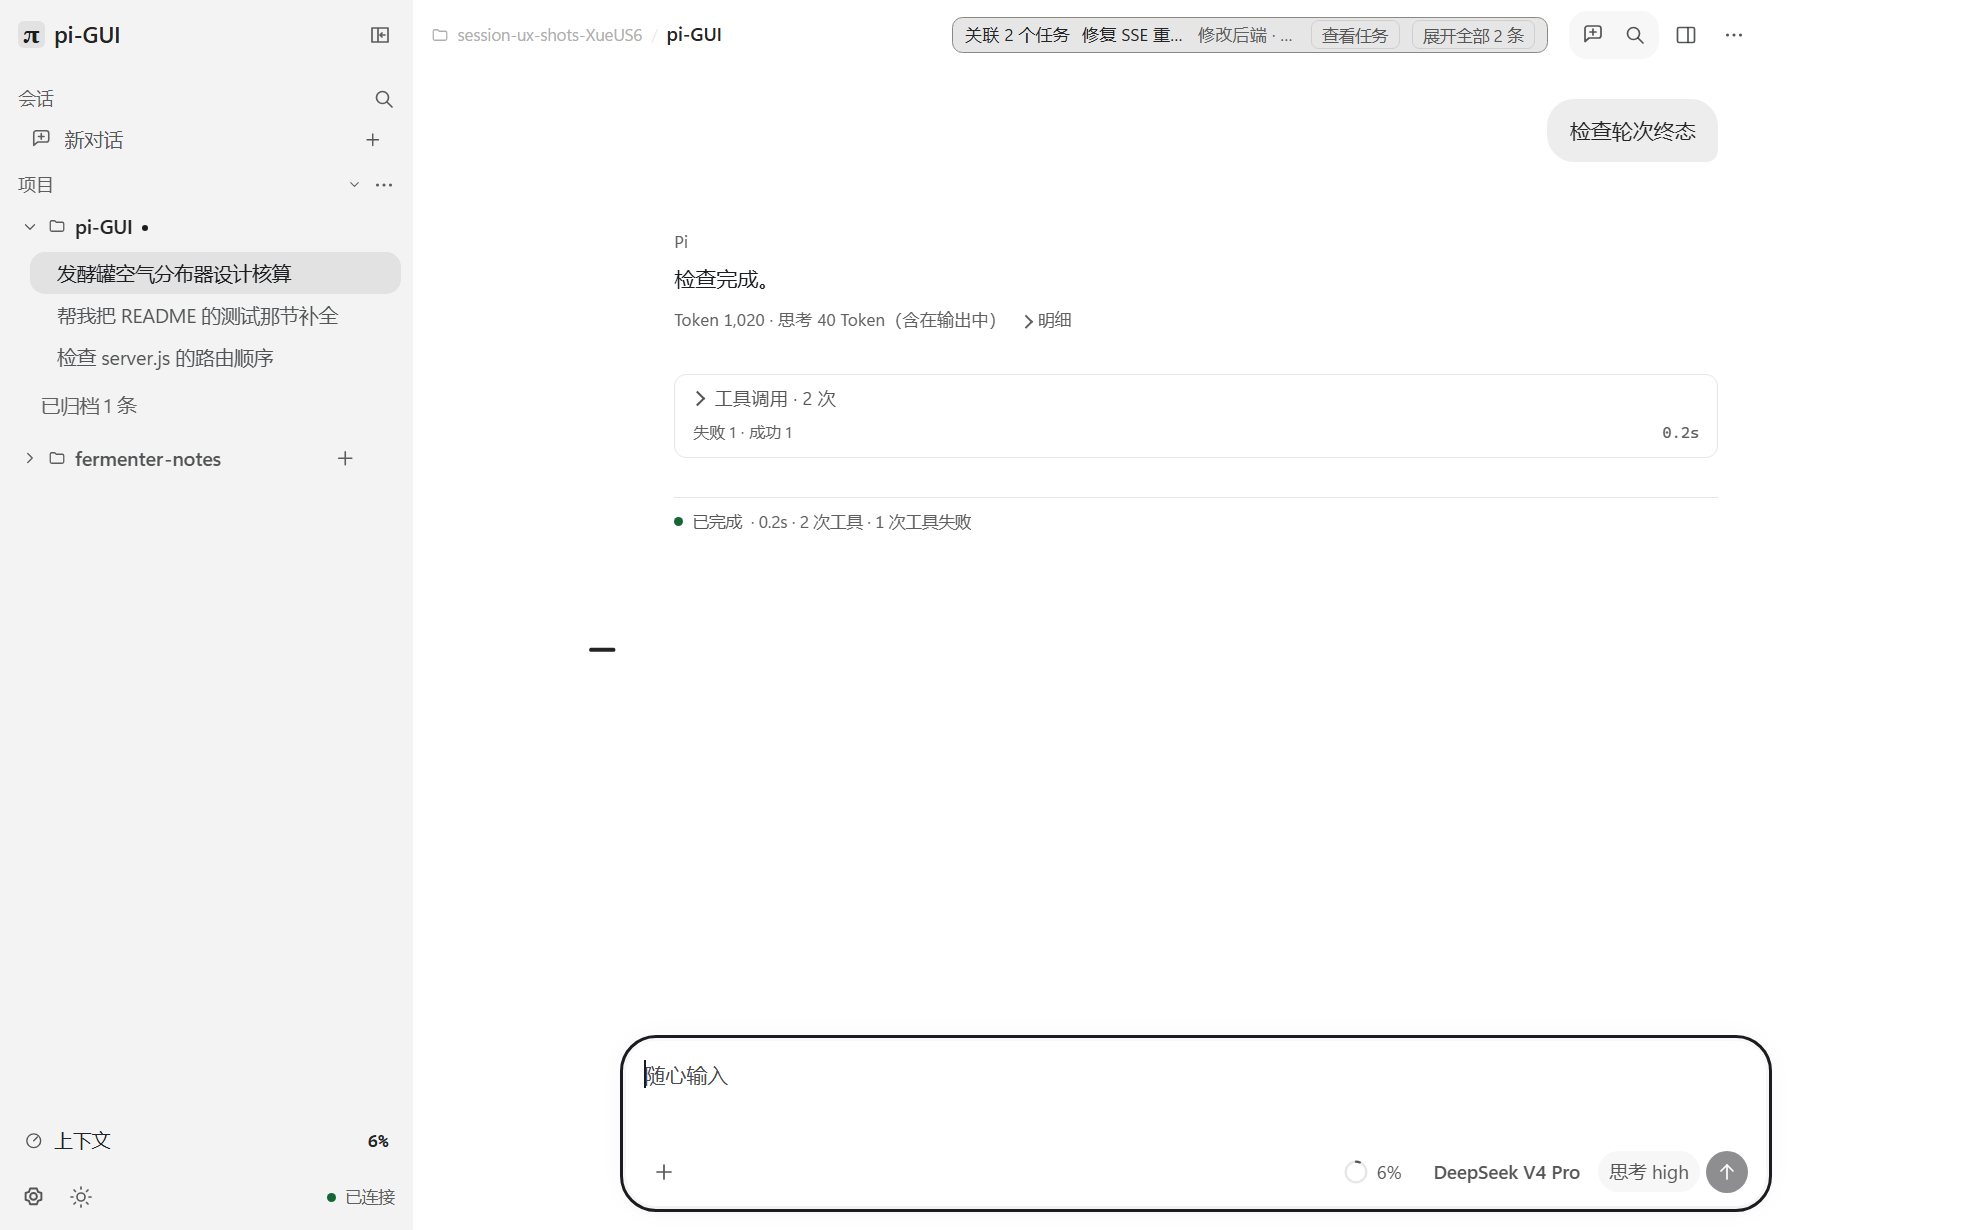 π pi-GUI
会话
新对话
项目
pi-GUI
发酵罐空气分布器设计核算
帮我把 README 的测试那节补全
检查 server.js 的路由顺序
已归档 1 条
fermenter-notes
上下文 6%
已连接
session-ux-shots-XueUS6 / pi-GUI
关联 2 个任务 修复 SSE 重... 修改后端 · ... 查看任务 展开全部 2 条
检查轮次终态
Pi
检查完成。
Token 1,020 · 思考 40 Token（含在输出中） 明细
工具调用 · 2 次
失败 1 · 成功 1 0.2s
已完成 · 0.2s · 2 次工具 · 1 次工具失败
随心输入
6% DeepSeek V4 Pro 思考 high